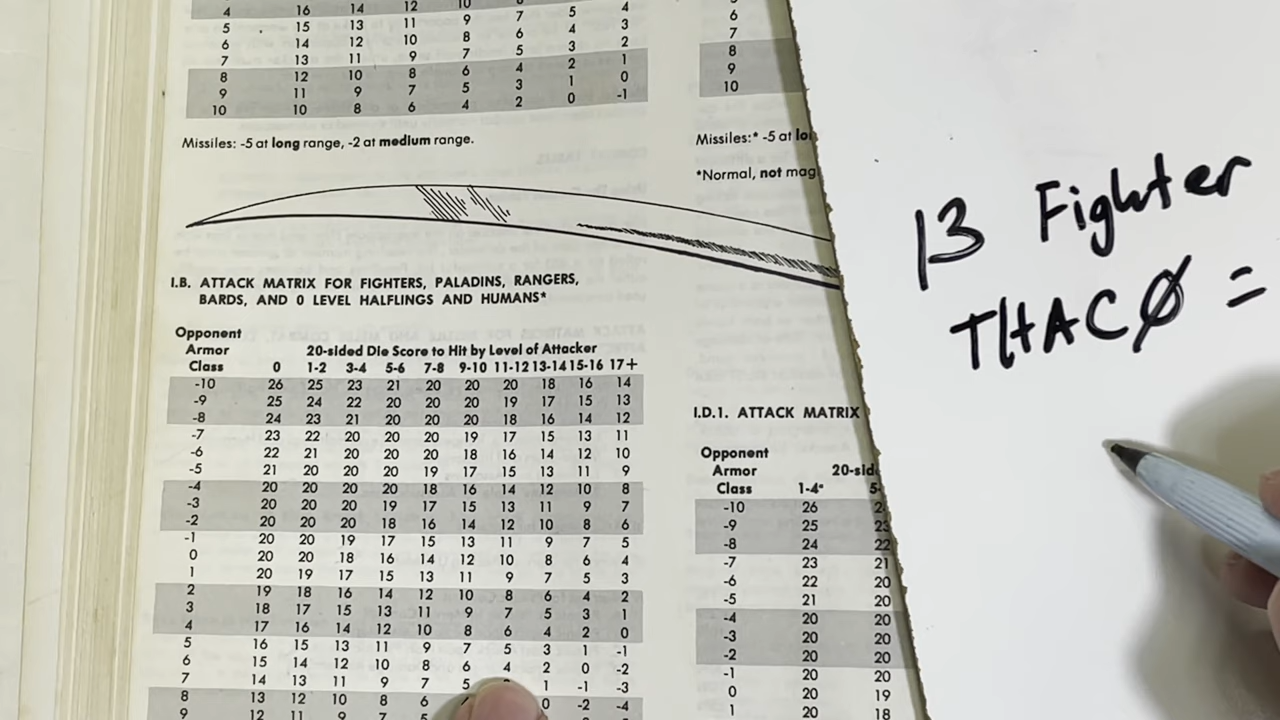 4 16 14 12 10 5 4
5 15 13 11 9 7 4 3
6 14 12 10 8 6 3 2
7 13 11 9 7 5 2 1
8 12 10 8 6 4 1 0
9 11 9 7 5 3 0 -1
10 10 8 6 4 2
Missiles: -5 at long range, -2 at medium range.
I.B. ATTACK MATRIX FOR FIGHTERS, PALADINS, RANGERS,
BARDS, AND 0 LEVEL HALFLINGS AND HUMANS*
Opponent
Armor 20-sided Die Score to Hit by Level of Attacker
Class 0 1-2 3-4 5-6 7-8 9-10 11-12 13-14 15-16 17+
-10 26 25 23 21 20 20 20 18 16 14
-9 25 24 22 20 20 20 19 17 15 13
-8 24 23 21 20 20 20 18 16 14 12
-7 23 22 20 20 20 19 17 15 13 11
-6 22 21 20 20 20 18 16 14 12 10
-5 21 20 20 20 19 17 15 13 11 9
-4 20 20 20 20 18 16 14 12 10 8
-3 20 20 20 19 17 15 13 11 9 7
-2 20 20 20 18 16 14 12 10 8 6
-1 20 20 19 17 15 13 11 9 7 5
0 20 20 18 16 14 12 10 8 6 4
1 20 19 17 15 13 11 9 7 5 3
2 19 18 16 14 12 10 8 6 4 2
3 18 17 15 13 11 9 7 5 3 1
4 17 16 14 12 10 8 6 4 2 0
5 16 15 13 11 9 7 5 3 1 -1
6 15 14 12 10 8 6 4 2 0 -2
7 14 13 11 9 7 5 1 -1 -3
8 13 12 10 8 6 0 -2 -4
9 12 11 9 7 5
6
7
8
9
10
Missiles:* -5 at
*Normal, not
I.D.1. ATTACK MATRIX
Opponent
Armor
Class 1-4*
-10 26
-9 25 23
-8 24 22
-7 23 21
-6 22 20
-5 21 20
-4 20 20
-3 20 20
-2 20 20
-1 20 20
0 20 19
1 20 18
13 Fighter
THAC0 =